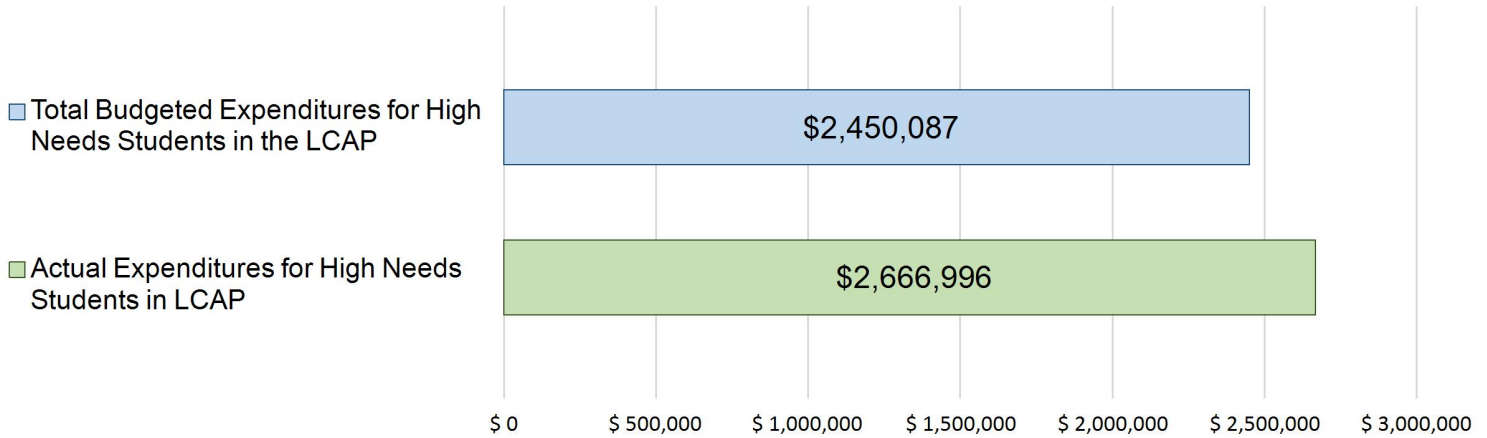 Total Budgeted Expenditures for High
Needs Students in the LCAP
$2,450,087
Actual Expenditures for High Needs
Students in LCAP
$2,666,996
$ 0 $ 500,000 $ 1,000,000 $ 1,500,000 $ 2,000,000 $ 2,500,000 $ 3,000,000